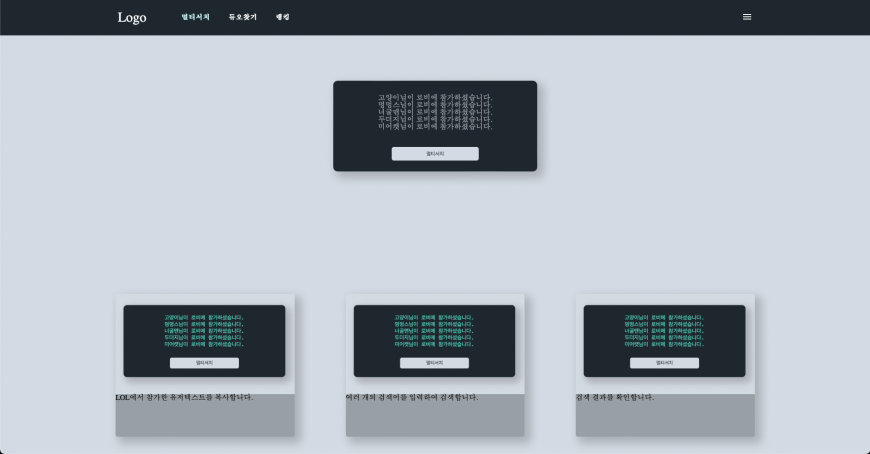 Logo 멀티서치 듀오찾기 랭킹
고양이님이 로비에 참가하셨습니다.
멍멍스님이 로비에 참가하셨습니다.
너굴맨님이 로비에 참가하셨습니다.
두더지님이 로비에 참가하셨습니다.
미어캣님이 로비에 참가하셨습니다.
멀티서치
고양이님이 로비에 참가하셨습니다.
멍멍스님이 로비에 참가하셨습니다.
너굴맨님이 로비에 참가하셨습니다.
두더지님이 로비에 참가하셨습니다.
미어캣님이 로비에 참가하셨습니다.
멀티서치
LOL에서 참가한 유저텍스트를 복사합니다.
고양이님이 로비에 참가하셨습니다.
멍멍스님이 로비에 참가하셨습니다.
너굴맨님이 로비에 참가하셨습니다.
두더지님이 로비에 참가하셨습니다.
미어캣님이 로비에 참가하셨습니다.
멀티서치
여러 개의 검색어를 입력하여 검색합니다.
고양이님이 로비에 참가하셨습니다.
멍멍스님이 로비에 참가하셨습니다.
너굴맨님이 로비에 참가하셨습니다.
두더지님이 로비에 참가하셨습니다.
미어캣님이 로비에 참가하셨습니다.
멀티서치
검색 결과를 확인합니다.